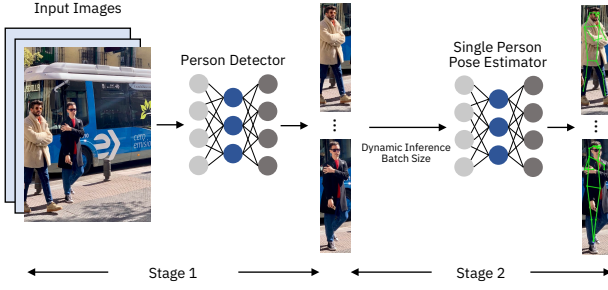 Input Images
Person Detector
Single Person
Pose Estimator
Dynamic Inference
Batch Size
Stage 1
Stage 2